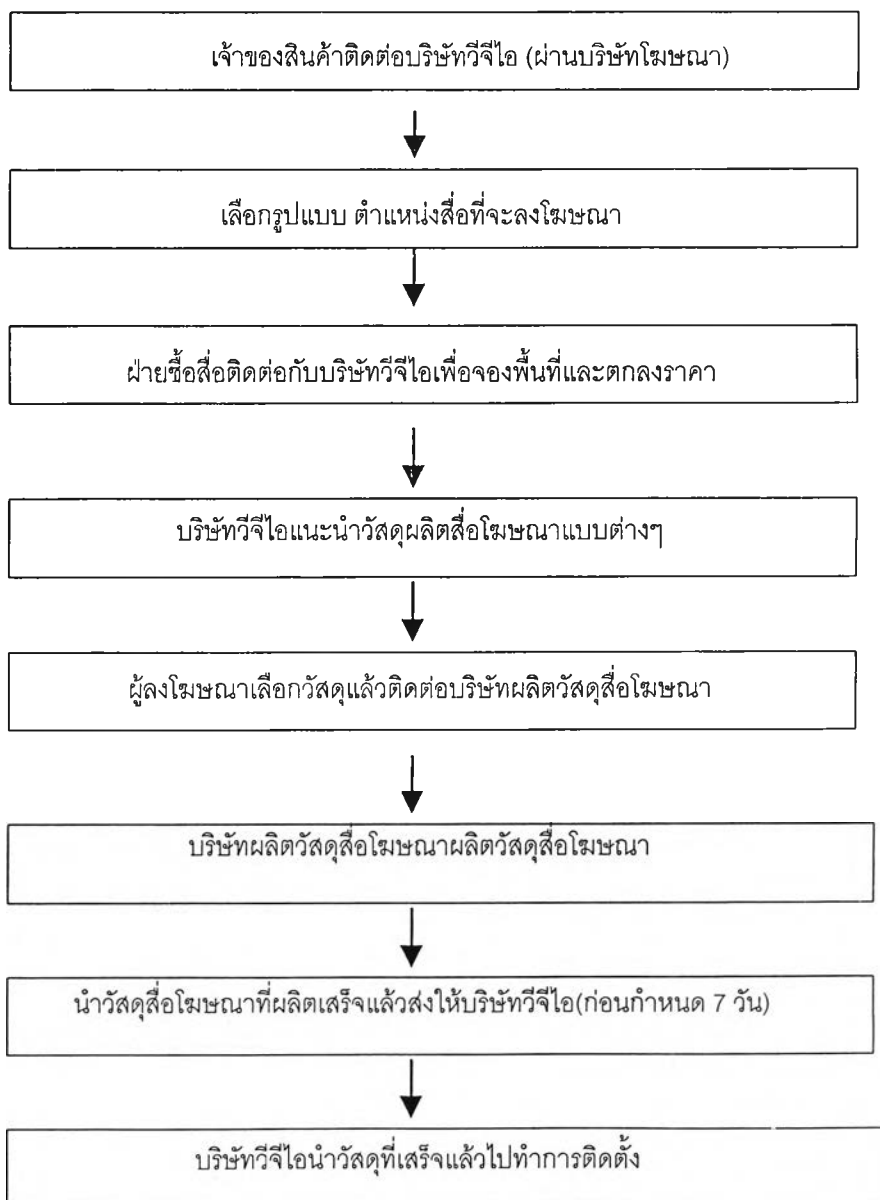 เจ้าของสินค้าติดต่อบริษัทวีจีไอ (ผ่านบริษัทโฆษณา)
เลือกรูปแบบ ตำแหน่งสื่อที่จะลงโฆษณา
ฝ่ายซื้อสื่อติดต่อกับบริษัทวีจีไอเพื่อจองพื้นที่และตกลงราคา
บริษัทวีจีไอแนะนำวัสดุผลิตสื่อโฆษณาแบบต่างๆ
ผู้ลงโฆษณาเลือกวัสดุแล้วติดต่อบริษัทผลิตวัสดุสื่อโฆษณา
บริษัทผลิตวัสดุสื่อโฆษณาผลิตวัสดุสื่อโฆษณา
นำวัสดุสื่อโฆษณาที่ผลิตเสร็จแล้วส่งให้บริษัทวีจีไอ(ก่อนกำหนด 7 วัน)
บริษัทวีจีไอนำวัสดุที่เสร็จแล้วไปทำการติดตั้ง